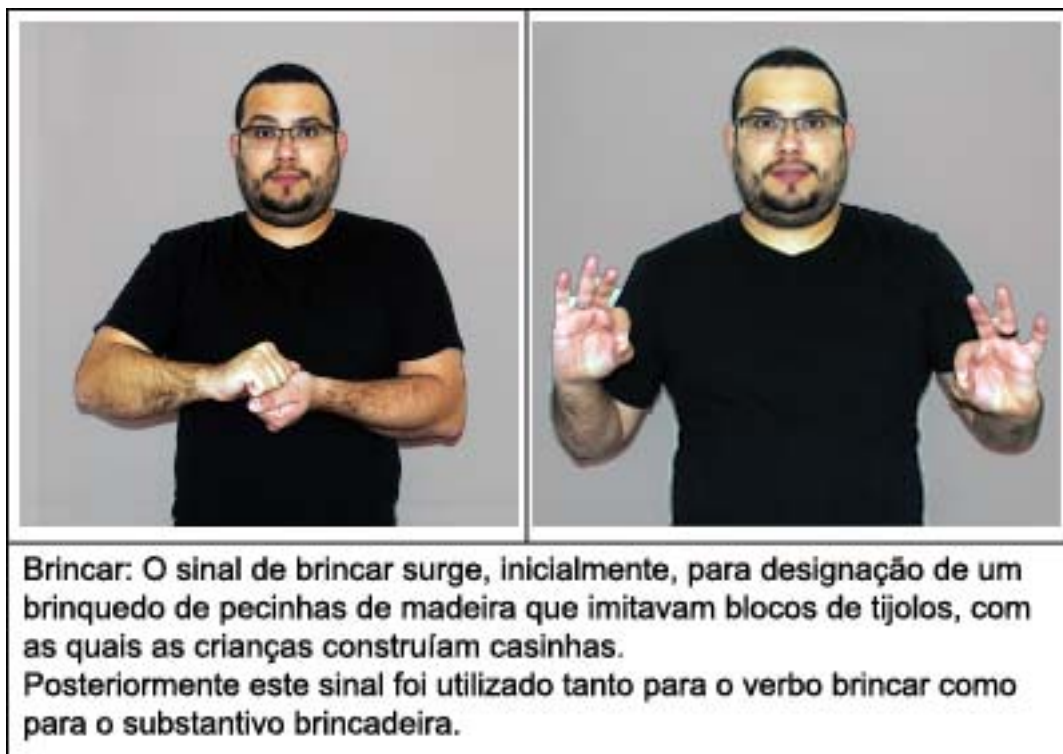 Brincar: O sinal de brincar surge, inicialmente, para designação de um
brinquedo de pecinhas de madeira que imitavam blocos de tijolos, com
as quais as crianças construíam casinhas.
Posteriormente este sinal foi utilizado tanto para o verbo brincar como
para o substantivo brincadeira.